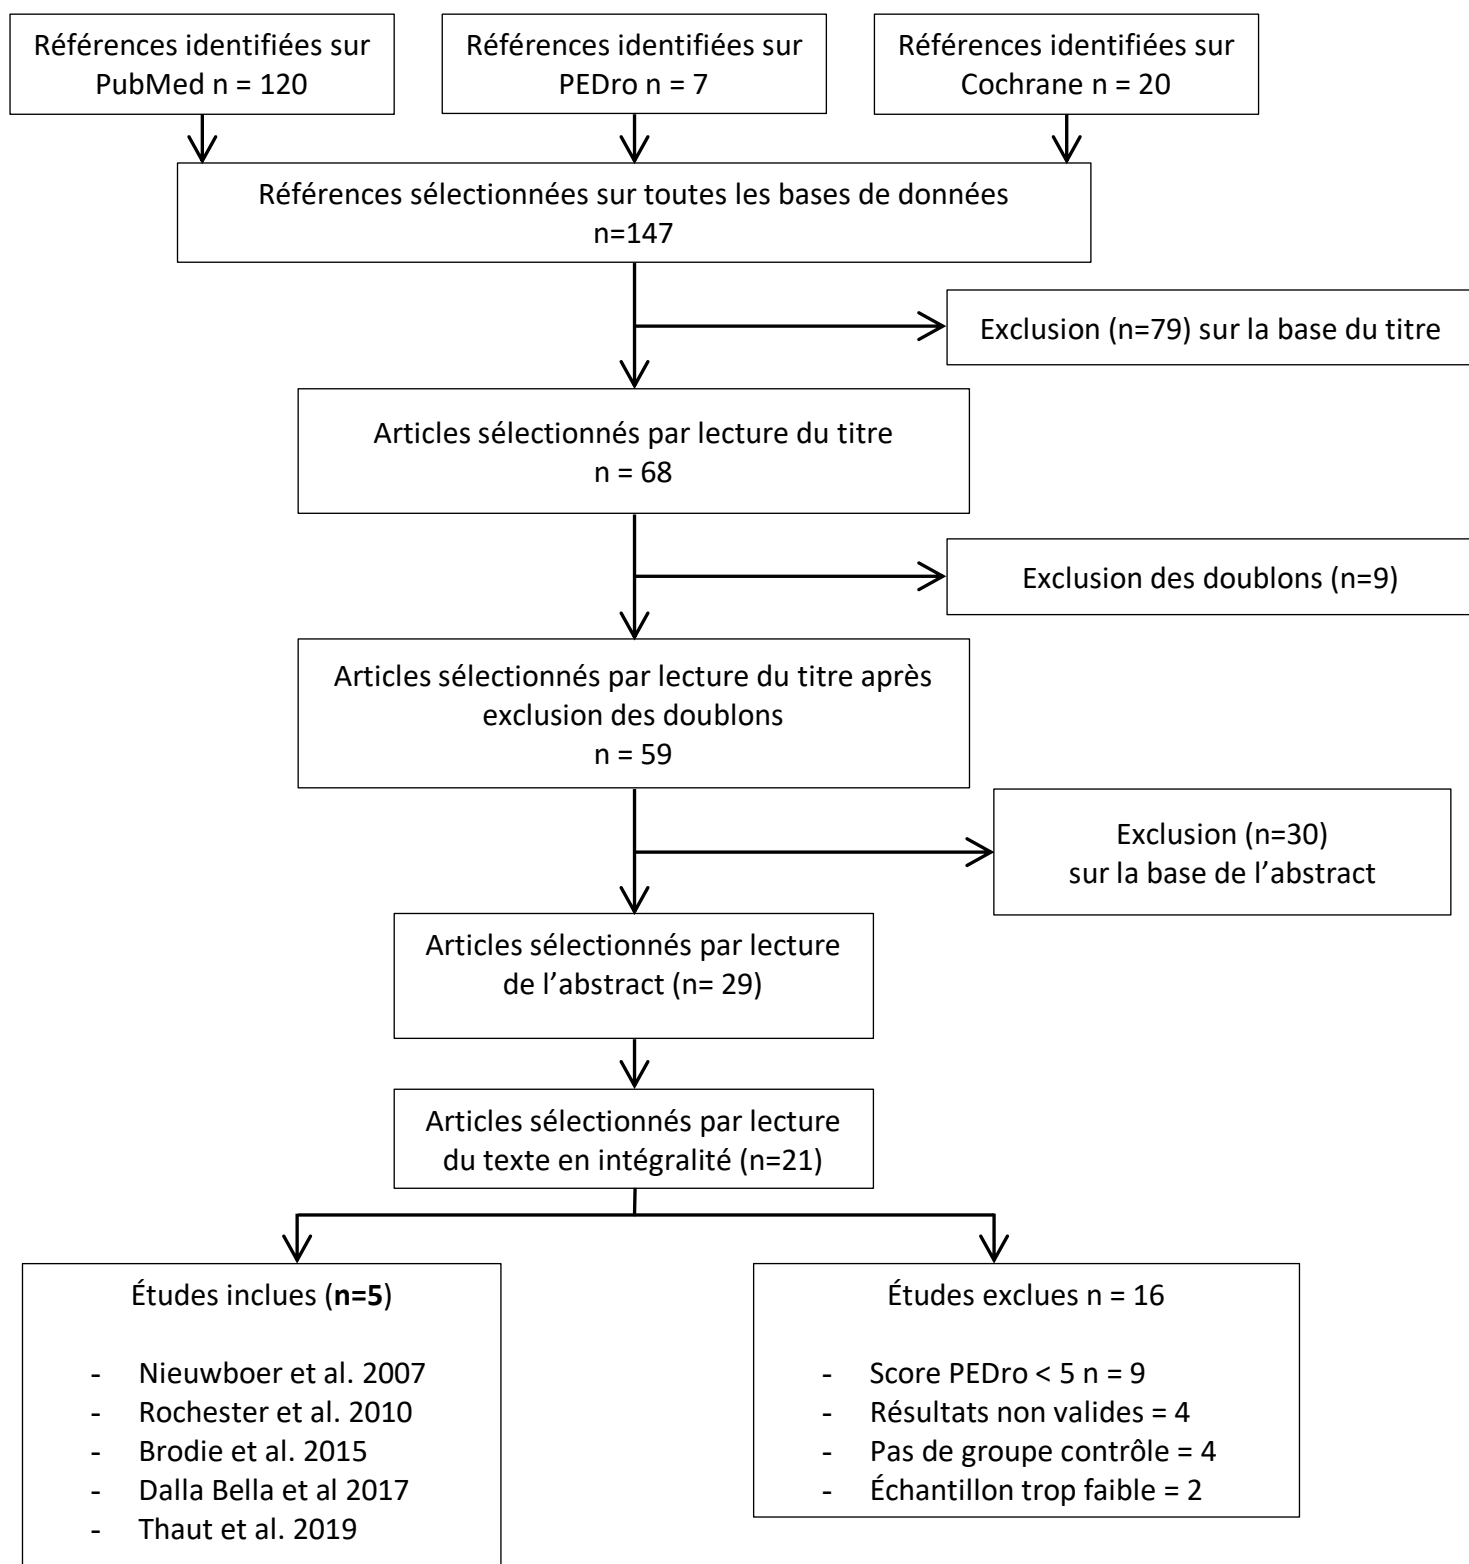 Références identifiées sur
PubMed n = 120
Références identifiées sur
PEDro n = 7
Références identifiées sur
Cochrane n = 20
Références sélectionnées sur toutes les bases de données
n=147
Exclusion (n=79) sur la base du titre
Articles sélectionnés par lecture du titre
n = 68
Exclusion des doublons (n=9)
Articles sélectionnés par lecture du titre après
exclusion des doublons
n = 59
Exclusion (n=30)
sur la base de l’abstract
Articles sélectionnés par lecture
de l’abstract (n= 29)
Articles sélectionnés par lecture
du texte en intégralité (n=21)
Études inclues (n=5)
- Nieuwboer et al. 2007
- Rochester et al. 2010
- Brodie et al. 2015
- Dalla Bella et al 2017
- Thaut et al. 2019
Études exclues n = 16
- Score PEDro < 5 n = 9
- Résultats non valides = 4
- Pas de groupe contrôle = 4
- Échantillon trop faible = 2